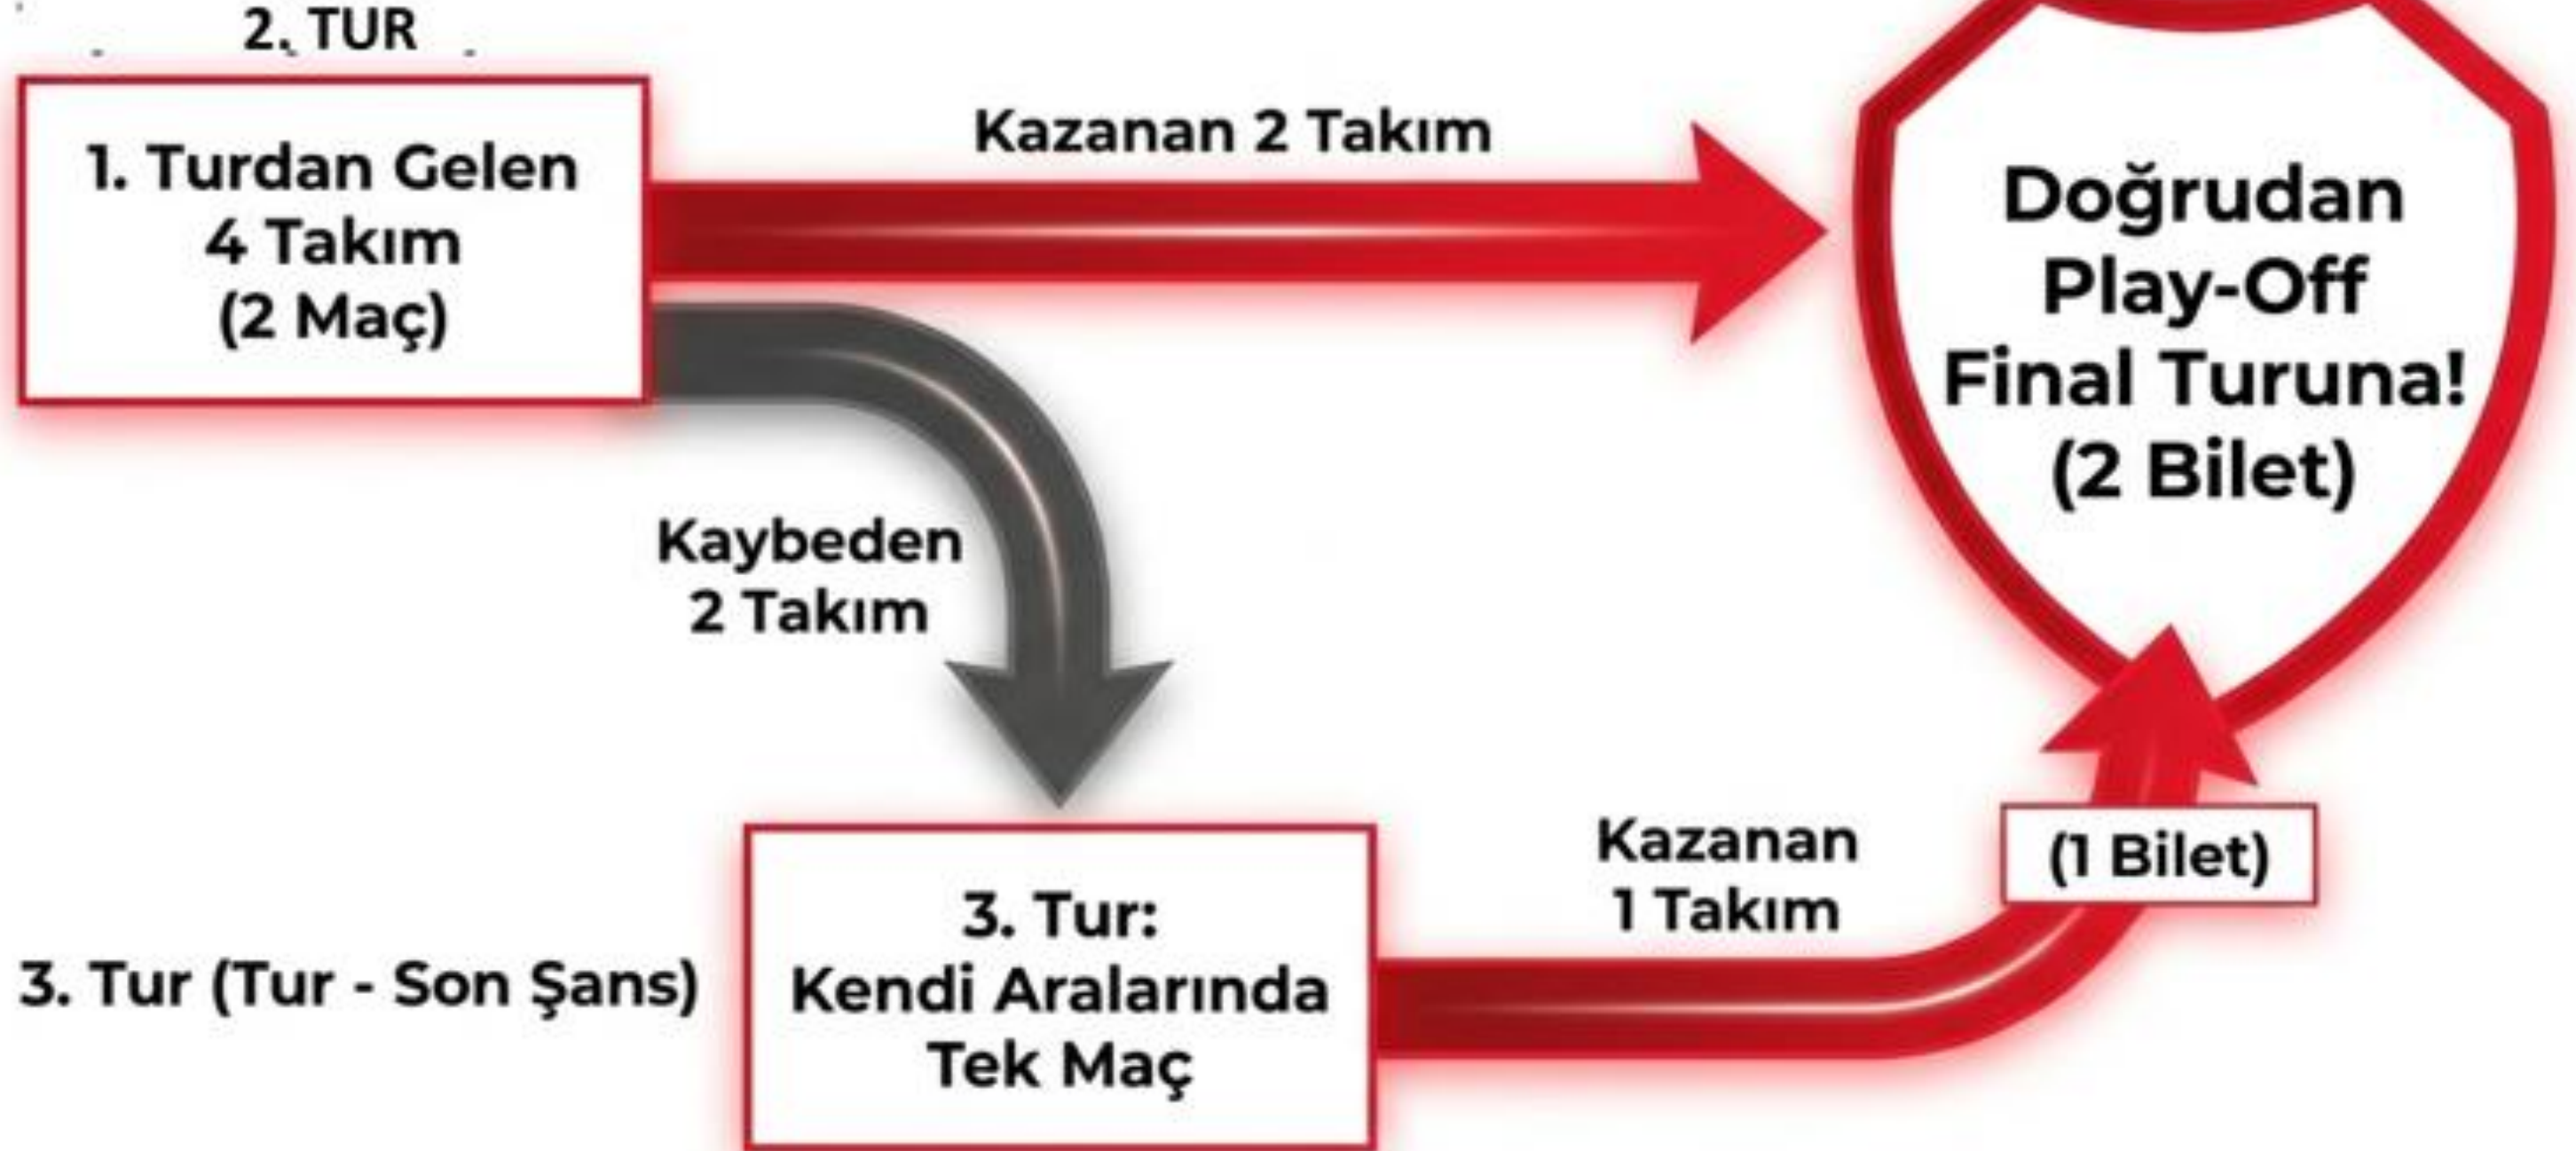 2. TUR
1. Turdan Gelen
4 Takım
(2 Maç)
Kazanan 2 Takım
Doğrudan
Play-Off
Final Turuna!
(2 Bilet)
Kaybeden
2 Takım
3. Tur (Tur - Son Şans)
3. Tur:
Kendi Aralarında
Tek Maç
Kazanan
1 Takım
(1 Bilet)